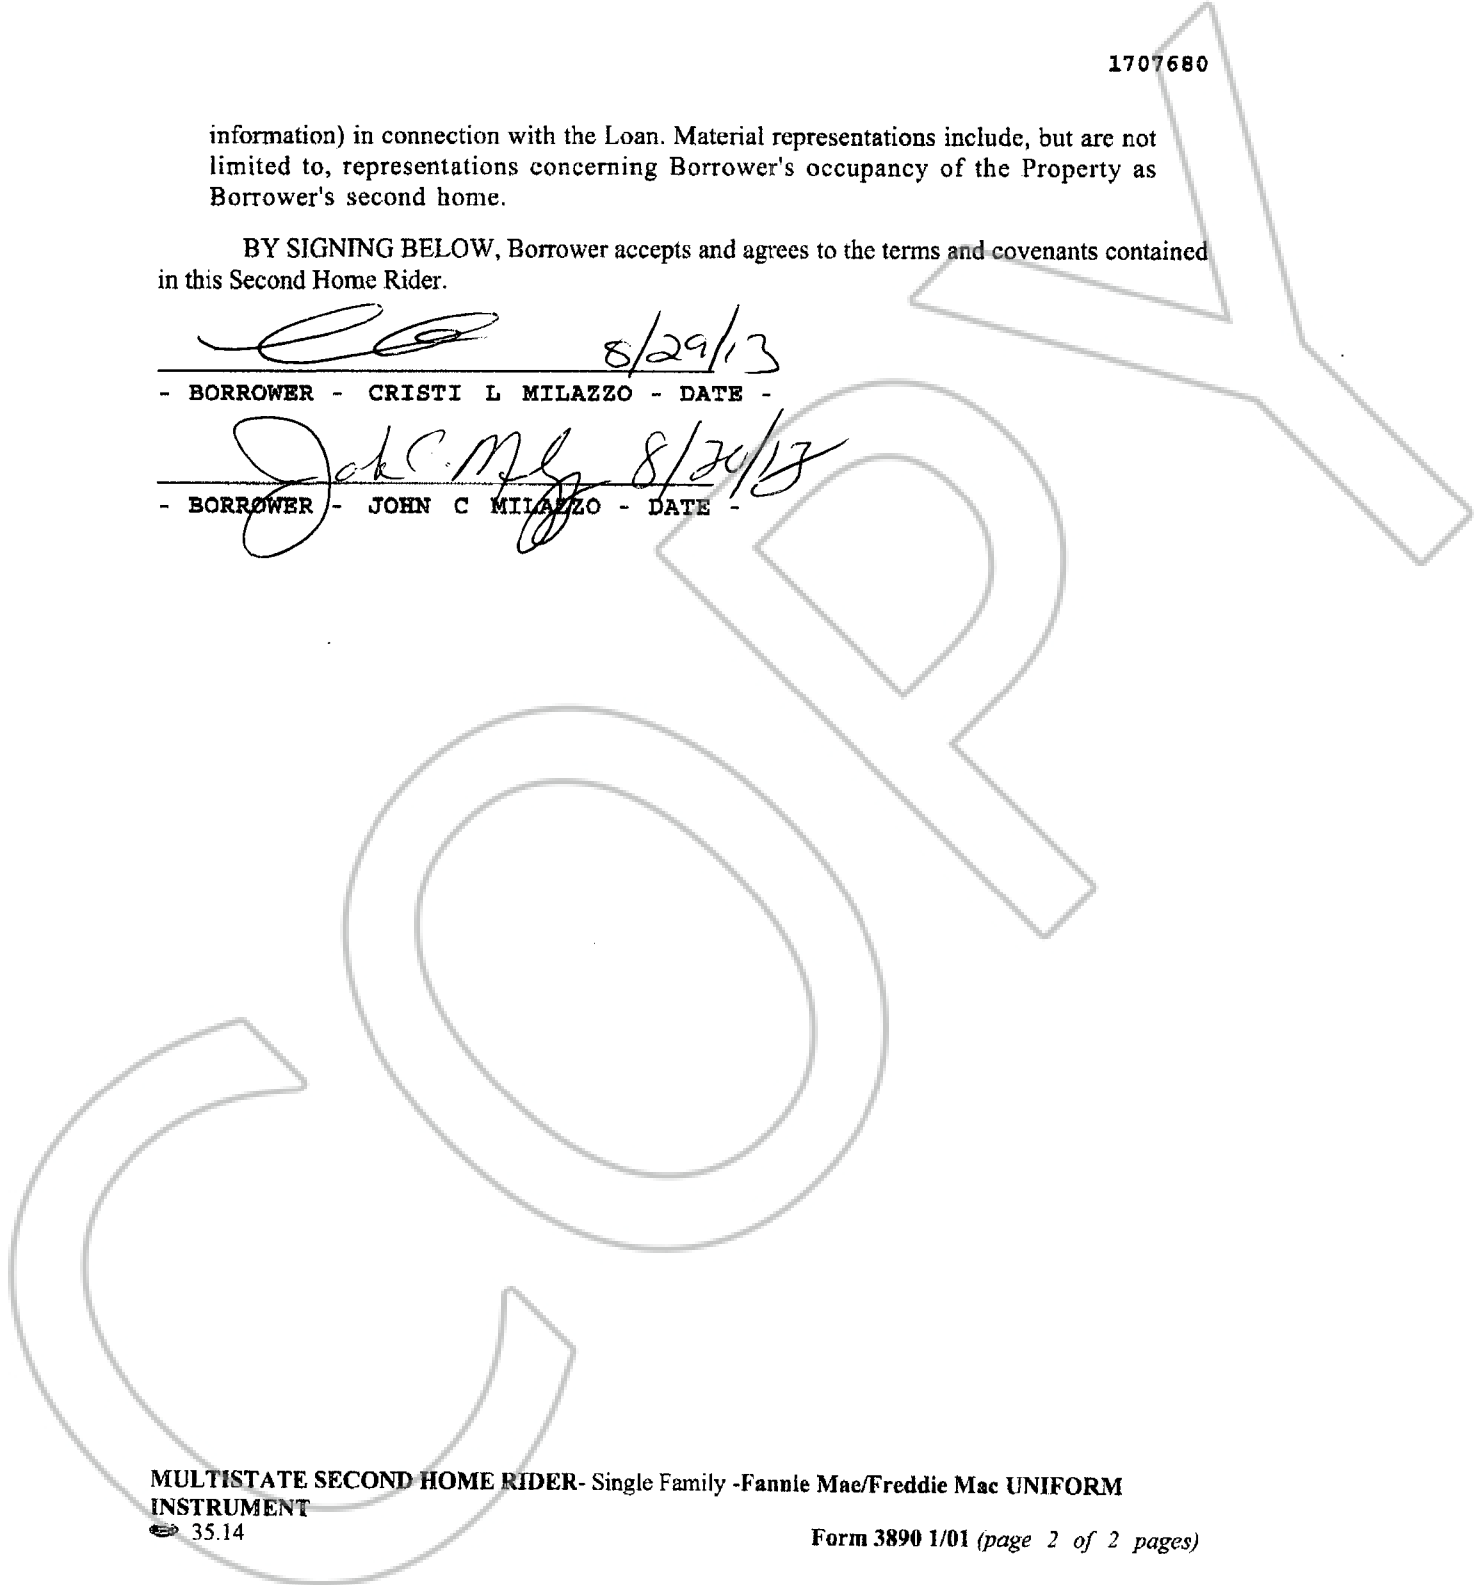 1707680
information) in connection with the Loan. Material representations include, but are not
limited to, representations concerning Borrower's occupancy of the Property as
Borrower's second home.
BY SIGNING BELOW, Borrower accepts and agrees to the terms and covenants contained
in this Second Home Rider.
8/29/13
- BORROWER - CRISTI L MILAZZO - DATE -
John C.
- BORROWER - JOHN C MILAZZO - DATE -
COPY
MULTISTATE SECOND HOME RIDER- Single Family -Fannie Mae/Freddie Mac UNIFORM
INSTRUMENT
35.14
Form 3890 1/01 (page 2 of 2 pages)